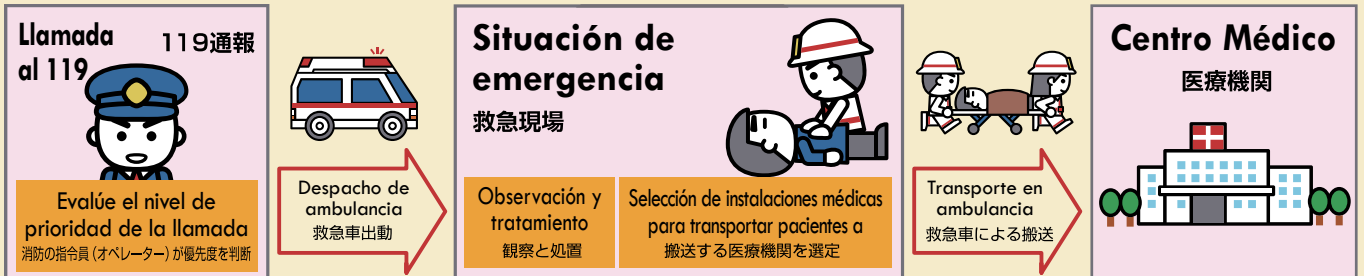 Llamada
al 119
119通報
Evalúe el nivel de
prioridad de la llamada
消防の指令員(オペレーター)が優先度を判断
Despacho de
ambulancia
救急車出動
Situación de
emergencia
救急現場
Observación y
tratamiento
観察と処置
Selección de instalaciones médicas
para transportar pacientes a
搬送する医療機関を選定
Transporte en
ambulancia
救急車による搬送
Centro Médico
医療機関